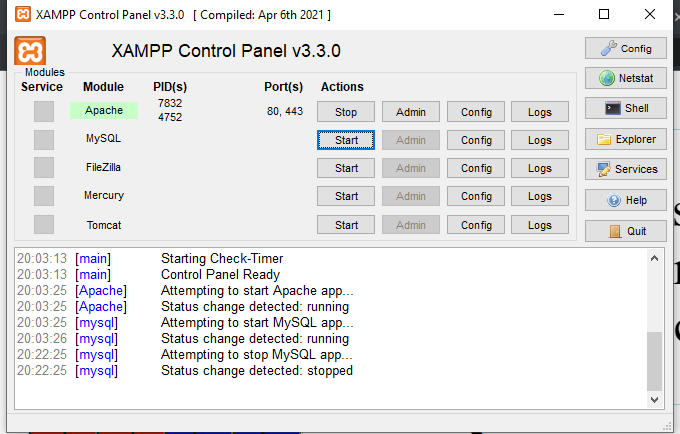 XAMPP Control Panel v3.3.0 [ Compiled: Apr 6th 2021 ]
XAMPP Control Panel v3.3.0
Config
Modules
Service Module PID(s) Port(s) Actions
Netstat
Apache 7832 4752 80, 443 Stop Admin Config Logs
Shell
MySQL Start Admin Config Logs
Explorer
FileZilla Start Admin Config Logs
Services
Mercury Start Admin Config Logs
Help
Tomcat Start Admin Config Logs
Quit
20:03:13 [main] Starting Check-Timer
20:03:13 [main] Control Panel Ready
20:03:25 [Apache] Attempting to start Apache app...
20:03:25 [Apache] Status change detected: running
20:03:25 [mysql] Attempting to start MySQL app...
20:03:26 [mysql] Status change detected: running
20:22:25 [mysql] Attempting to stop MySQL app...
20:22:25 [mysql] Status change detected: stopped